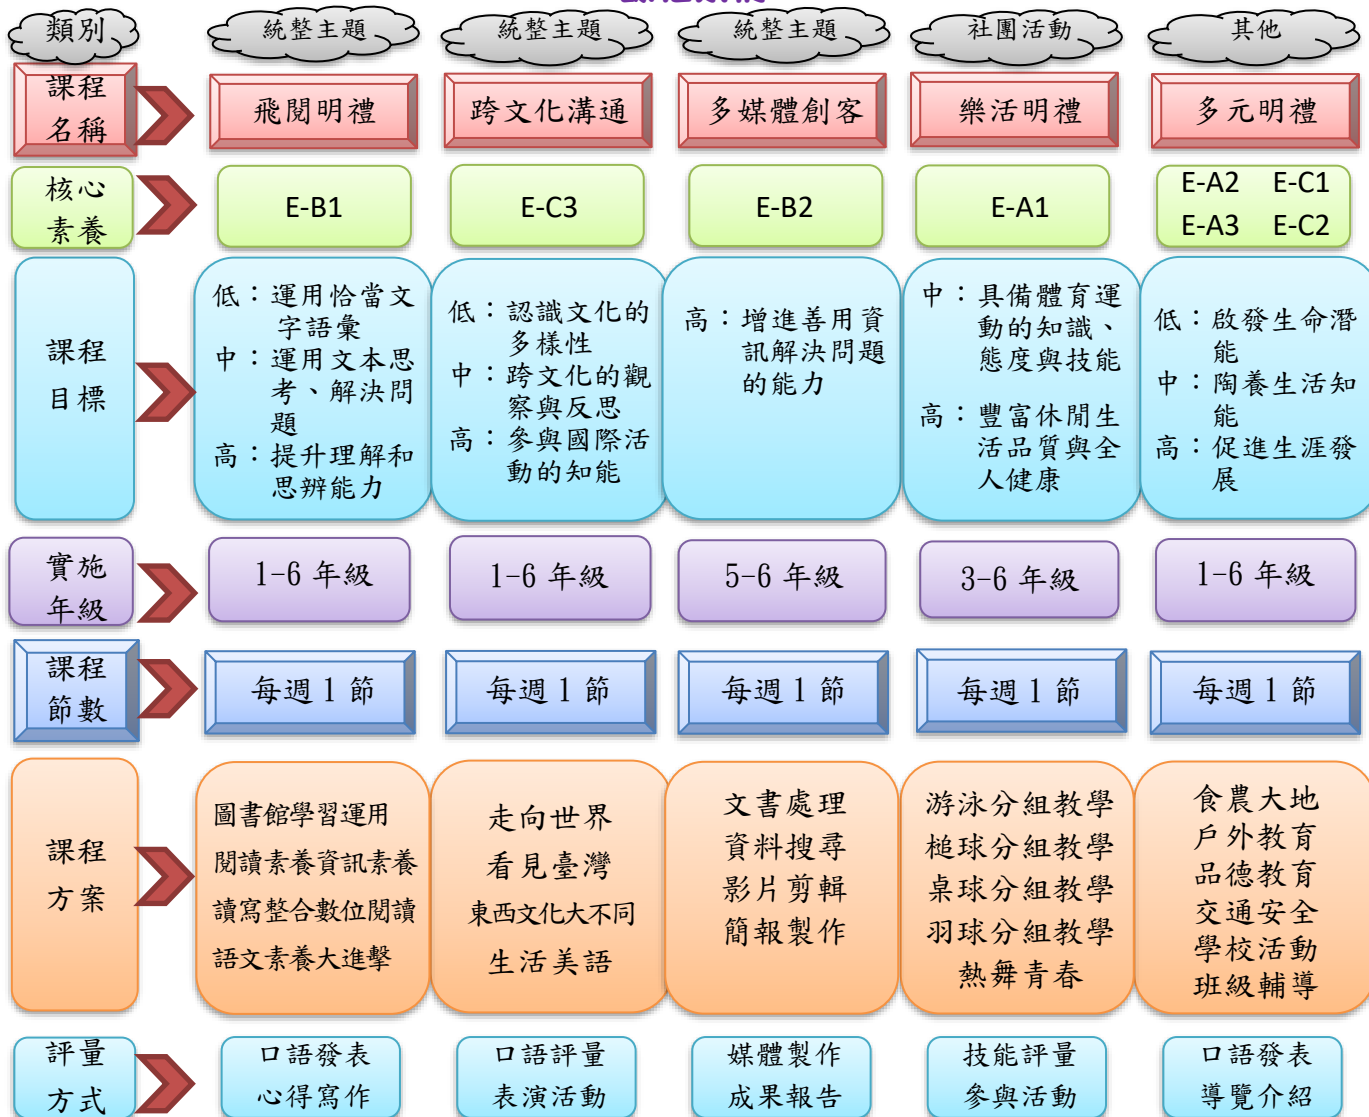 類別
統整主題
統整主題
統整主題
社團活動
其他
課程
名稱
飛閱明禮
跨文化溝通
多媒體創客
樂活明禮
多元明禮
核心
素養
E-B1
E-C3
E-B2
E-A1
E-A2 E-C1
E-A3 E-C2
課程
目標
低：運用恰當文
字語彙
中：運用文本思
考、解決問
題
高：提升理解和
思辨能力
低：認識文化的
多樣性
中：跨文化的觀
察與反思
高：參與國際活
動的知能
高：增進善用資
訊解決問題
的能力
中：具備體育運
動的知識、
態度與技能
高：豐富休閒生
活品質與全
人健康
低：啟發生命潛
能
中：陶養生活知
能
高：促進生涯發
展
實施
年級
1-6 年級
1-6 年級
5-6 年級
3-6 年級
1-6 年級
課程
節數
每週 1 節
每週 1 節
每週 1 節
每週 1 節
每週 1 節
課程
方案
圖書館學習運用
閱讀素養資訊素養
讀寫整合數位閱讀
語文素養大進擊
走向世界
看見臺灣
東西文化大不同
生活美語
文書處理
資料搜尋
影片剪輯
簡報製作
游泳分組教學
槌球分組教學
桌球分組教學
羽球分組教學
熱舞青春
食農大地
戶外教育
品德教育
交通安全
學校活動
班級輔導
評量
方式
口語發表
心得寫作
口語評量
表演活動
媒體製作
成果報告
技能評量
參與活動
口語發表
導覽介紹